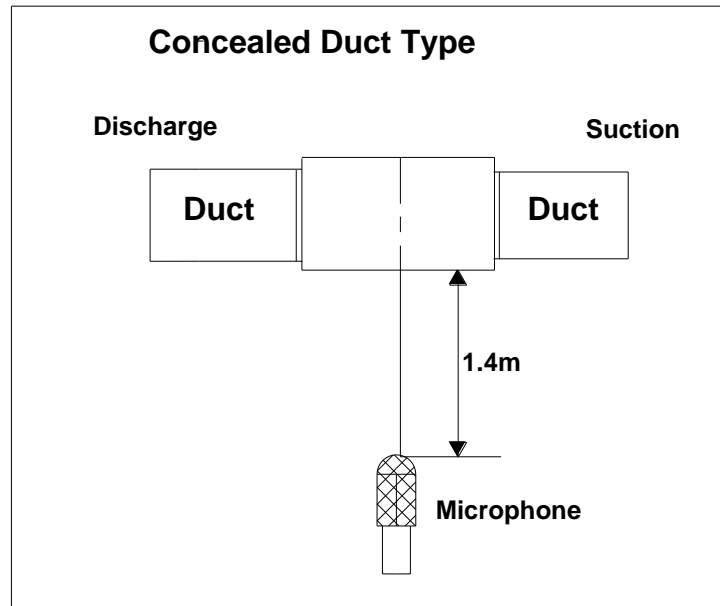 Concealed Duct Type
Discharge
Suction
Duct
Duct
1.4m
Microphone